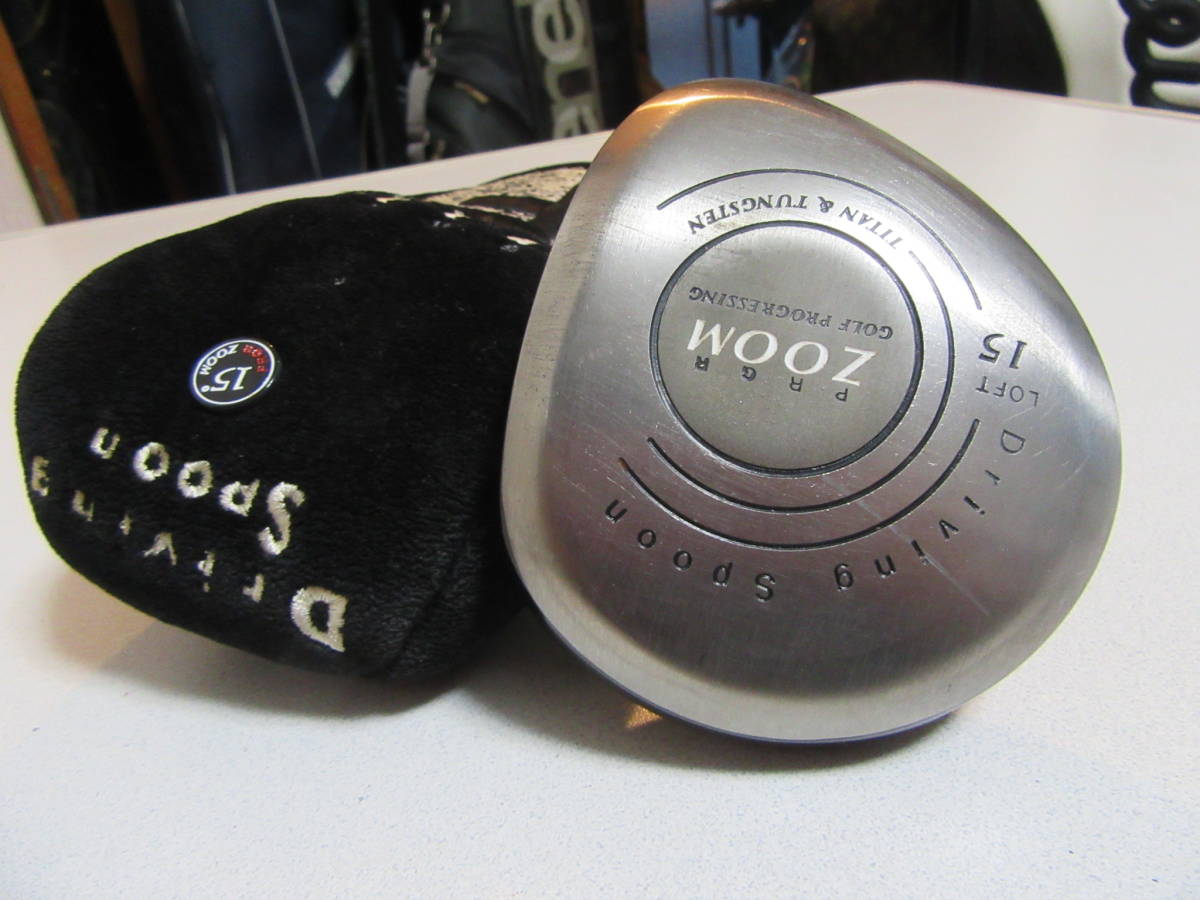 TITAN & TUNGSTEN
PRGR
ZOOM
GOLF PROGRESSING
LOFT
15
Driving Spoon
ZOOM
15°
Driving
Spoon